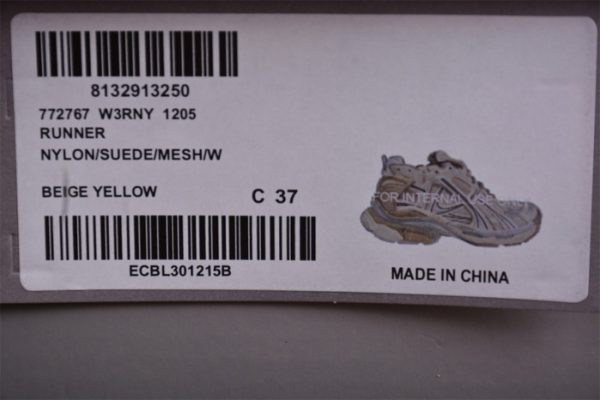 8132913250
772767 W3RNY 1205
RUNNER
NYLON/SUEDE/MESH/W
BEIGE YELLOW C 37
FOR INTERNAL USE ONLY
ECBL301215B
MADE IN CHINA